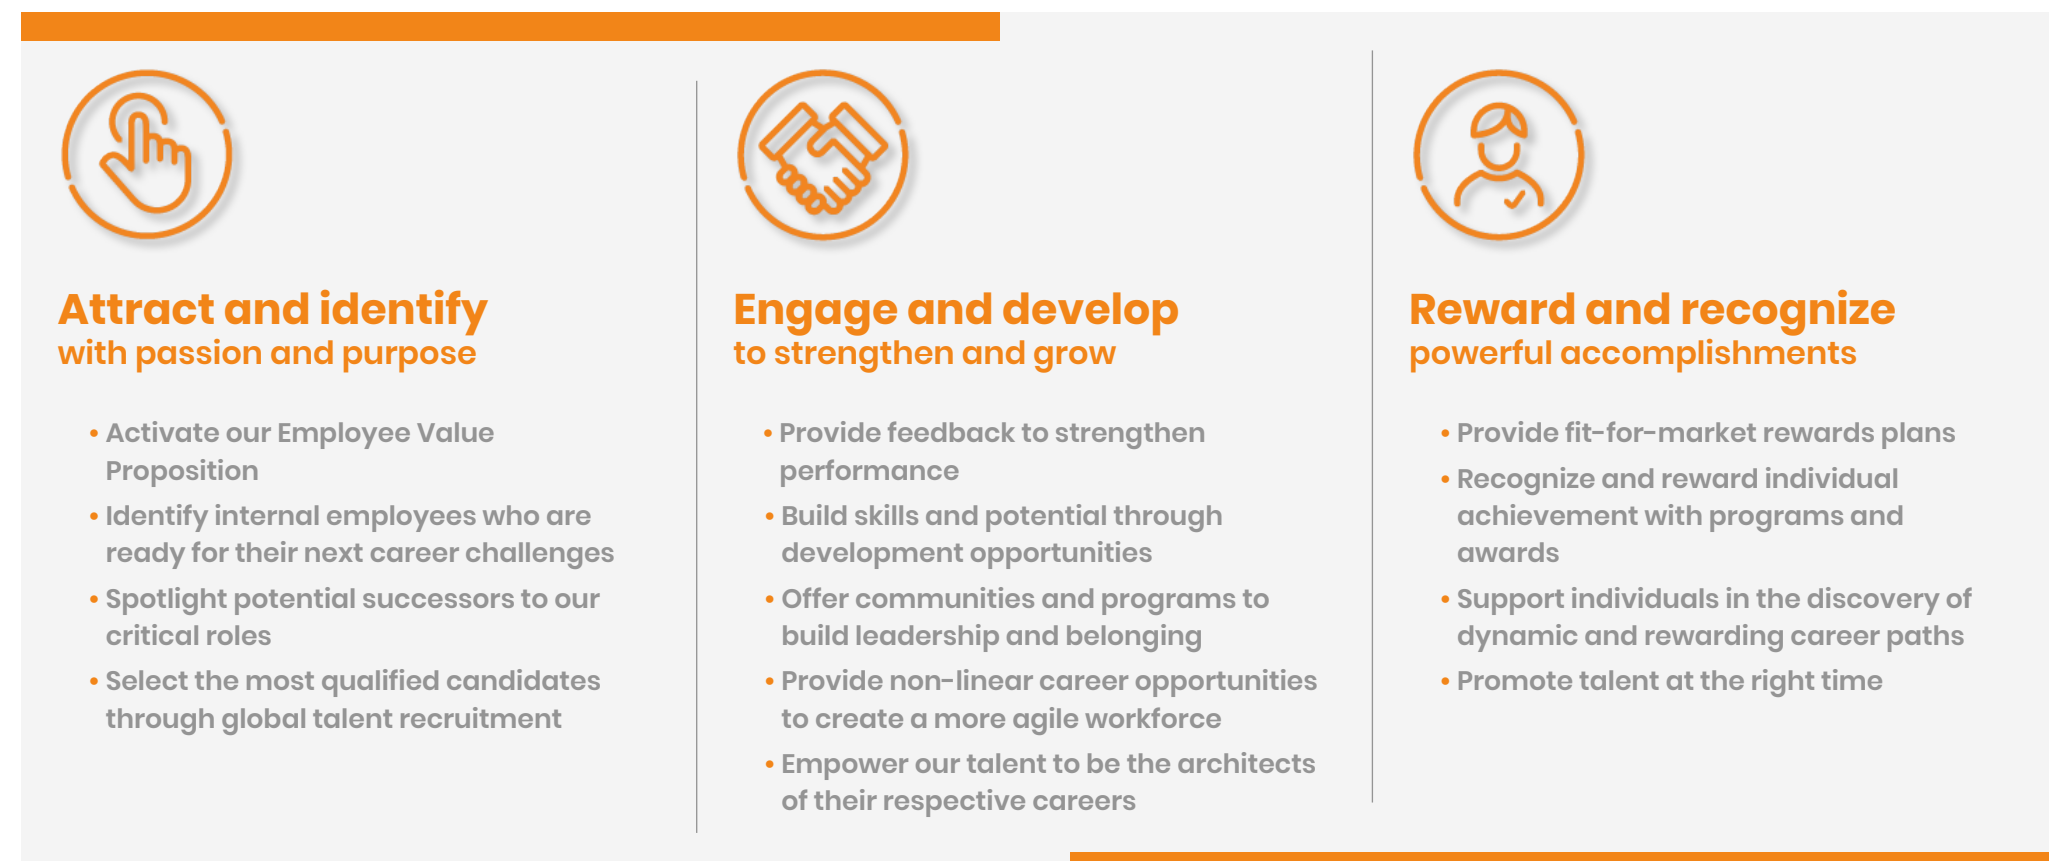 Attract and identify
with passion and purpose
• Activate our Employee Value
Proposition
• Identify internal employees who are
ready for their next career challenges
• Spotlight potential successors to our
critical roles
• Select the most qualified candidates
through global talent recruitment
Engage and develop
to strengthen and grow
• Provide feedback to strengthen
performance
• Build skills and potential through
development opportunities
• Offer communities and programs to
build leadership and belonging
• Provide non-linear career opportunities
to create a more agile workforce
• Empower our talent to be the architects
of their respective careers
Reward and recognize
powerful accomplishments
• Provide fit-for-market rewards plans
• Recognize and reward individual
achievement with programs and
awards
• Support individuals in the discovery of
dynamic and rewarding career paths
• Promote talent at the right time